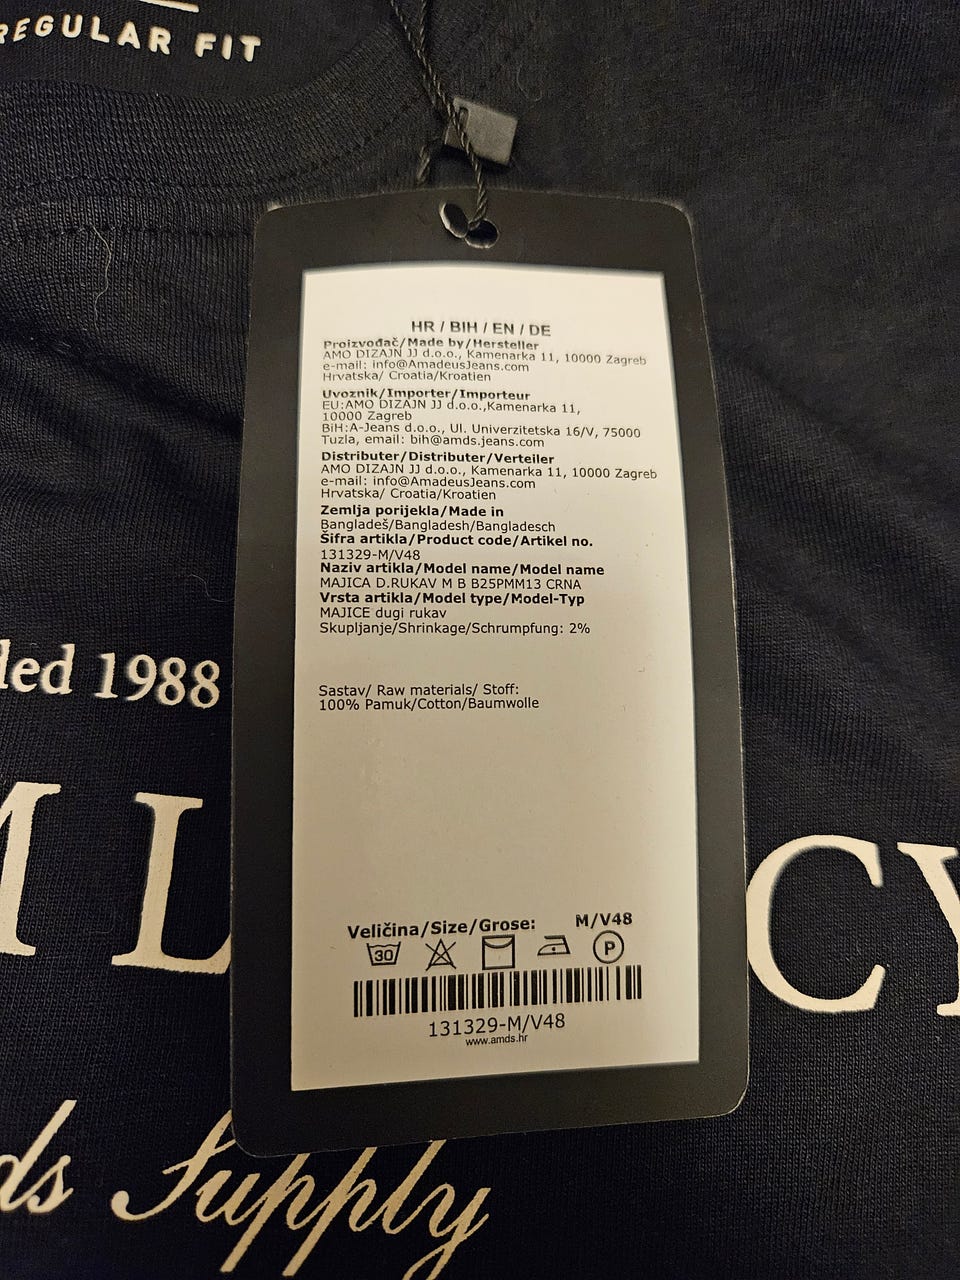 REGULAR FIT
HR / BIH / EN / DE
Proizvođač/Made by/Hersteller
AMO DIZAJN JJ d.o.o., Kamenarka 11, 10000 Zagreb
e-mail: info@AmadeusJeans.com
Hrvatska/ Croatia/Kroatien
Uvoznik/Importer/Importeur
EU:AMO DIZAJN JJ d.o.o.,Kamenarka 11,
10000 Zagreb
BiH:A-Jeans d.o.o., Ul. Univerzitetska 16/V, 75000
Tuzla, email: bih@amds.jeans.com
Distributer/Distributer/Verteiler
AMO DIZAJN JJ d.o.o., Kamenarka 11, 10000 Zagreb
e-mail: info@AmadeusJeans.com
Hrvatska/ Croatia/Kroatien
Zemlja porijekla/Made in
Bangladeš/Bangladesh/Bangladesch
Šifra artikla/Product code/Artikel no.
131329-M/V48
Naziv artikla/Model name/Model name
MAJICA D.RUKAV M B B25PMM13 CRNA
Vrsta artikla/Model type/Model-Typ
MAJICE dugi rukav
Skupljanje/Shrinkage/Schrumpfung: 2%
Sastav/ Raw materials/ Stoff:
100% Pamuk/Cotton/Baumwolle
Veličina/Size/Grose: M/V48
30 P
131329-M/V48
www.amds.hr
led 1988
M L CY
ds Supply